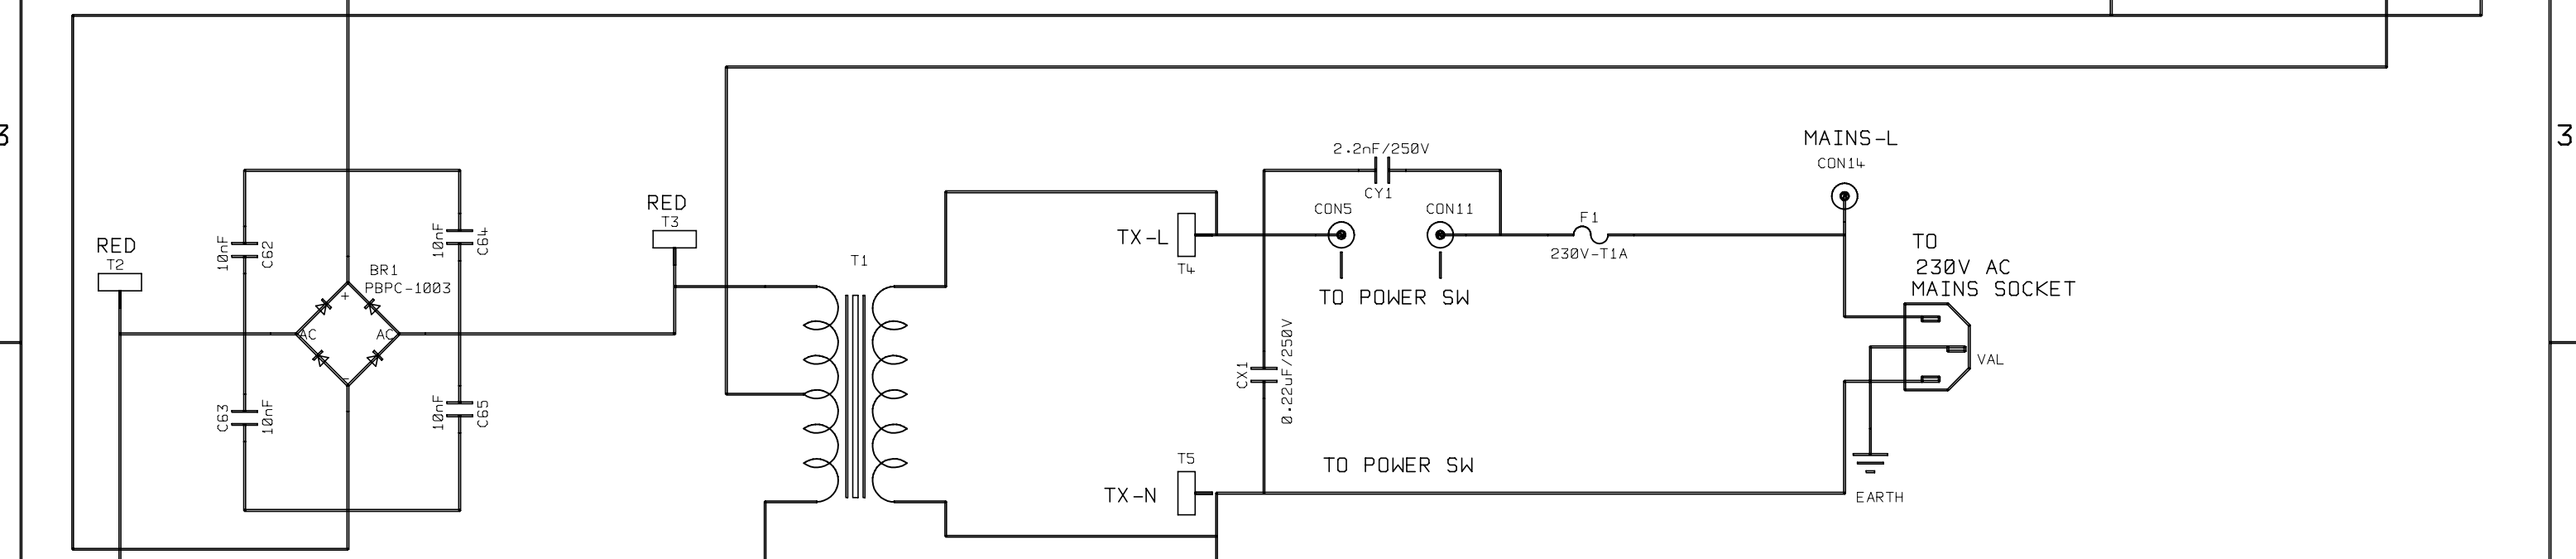 3
3
MAINS-L
CON14
2.2nF/250V
CY1
RED
T3
CON5
CON11
F1
230V-T1A
TX-L
T4
RED
T2
10nF
C62
10nF
C64
BR1
PBPC-1003
+
AC
AC
-
T1
TO
230V AC
MAINS SOCKET
TO POWER SW
VAL
CX1
0.22uF/250V
C63
10nF
10nF
C65
T5
TX-N
TO POWER SW
EARTH